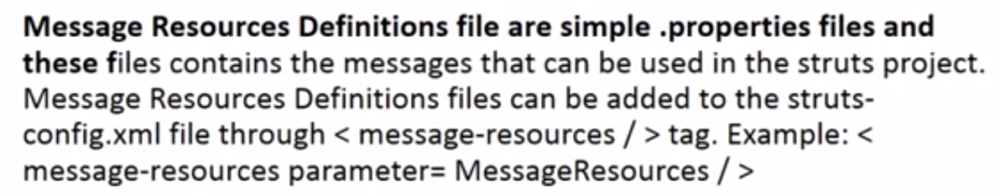 Message Resources Definitions file are simple .properties files and
these files contains the messages that can be used in the struts project.
Message Resources Definitions files can be added to the struts-
config.xml file through < message-resources / > tag. Example: <
message-resources parameter= MessageResources / >